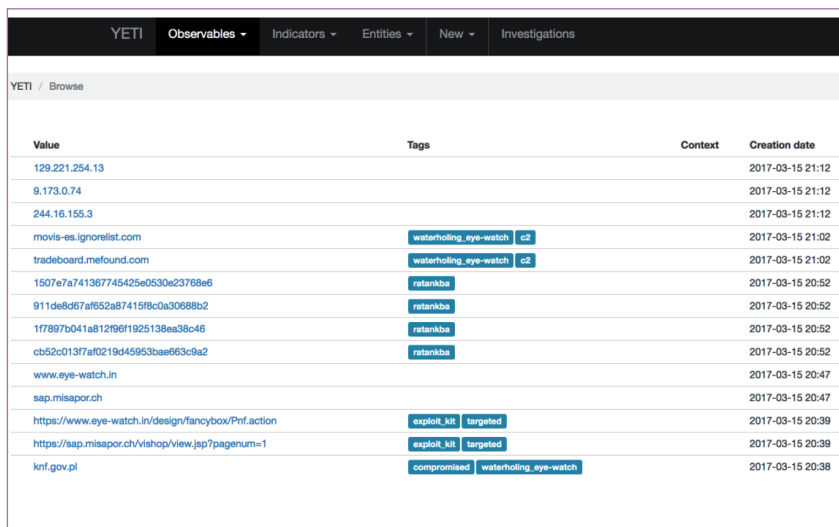 YETI Observables Indicators Entities New Investigations
YETI / Browse
Value Tags Context Creation date
129.221.254.13 2017-03-15 21:12
9.173.0.74 2017-03-15 21:12
244.16.155.3 2017-03-15 21:12
movis-es.ignorelist.com waterholing_eye-watch c2 2017-03-15 21:02
tradeboard.mefound.com waterholing_eye-watch c2 2017-03-15 21:02
1507e7a741367745425e0530e23768e6 ratankba 2017-03-15 20:52
911de8d67af652a87415f8c0a30688b2 ratankba 2017-03-15 20:52
1f7897b041a812f96f1925138ea38c46 ratankba 2017-03-15 20:52
cb52c013f7af0219d45953bae663c9a2 ratankba 2017-03-15 20:52
www.eye-watch.in 2017-03-15 20:47
sap.misapor.ch 2017-03-15 20:47
https://www.eye-watch.in/design/fancybox/Pnf.action exploit_kit targeted 2017-03-15 20:39
https://sap.misapor.ch/vishop/view.jsp?pagenum=1 exploit_kit targeted 2017-03-15 20:39
knf.gov.pl compromised waterholing_eye-watch 2017-03-15 20:38